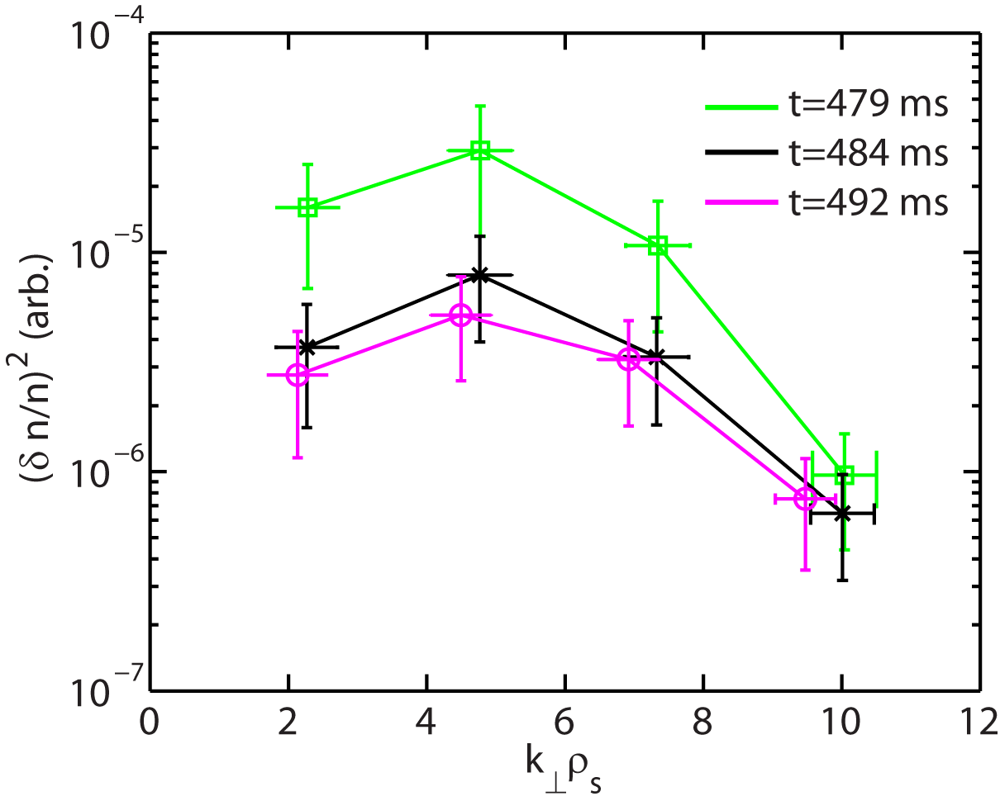 10⁻⁴
t=479 ms
t=484 ms
t=492 ms
10⁻⁵
(δ n/n)² (arb.)
10⁻⁶
10⁻⁷
0 2 4 6 8 10 12
k⊥ρs